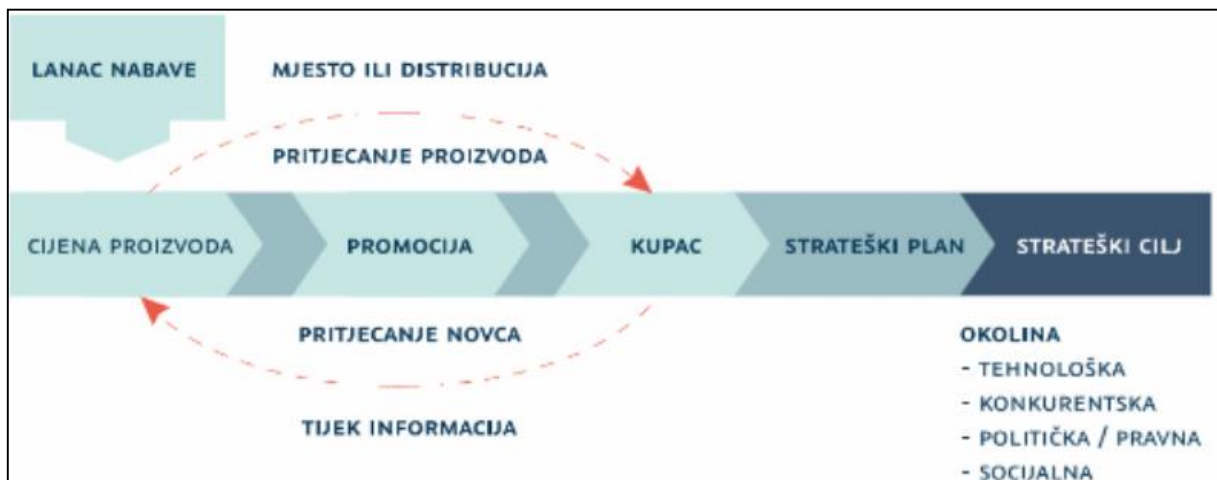 LANAC NABAVE
MJESTO ILI DISTRIBUCIJA
PRITJECANJE PROIZVODA
CIJENA PROIZVODA
PROMOCIJA
KUPAC
STRATEŠKI PLAN
STRATEŠKI CILJ
PRITJECANJE NOVCA
TIJEK INFORMACIJA
OKOLINA
- TEHNOLOŠKA
- KONKURENTSKA
- POLITIČKA / PRAVNA
- SOCIJALNA